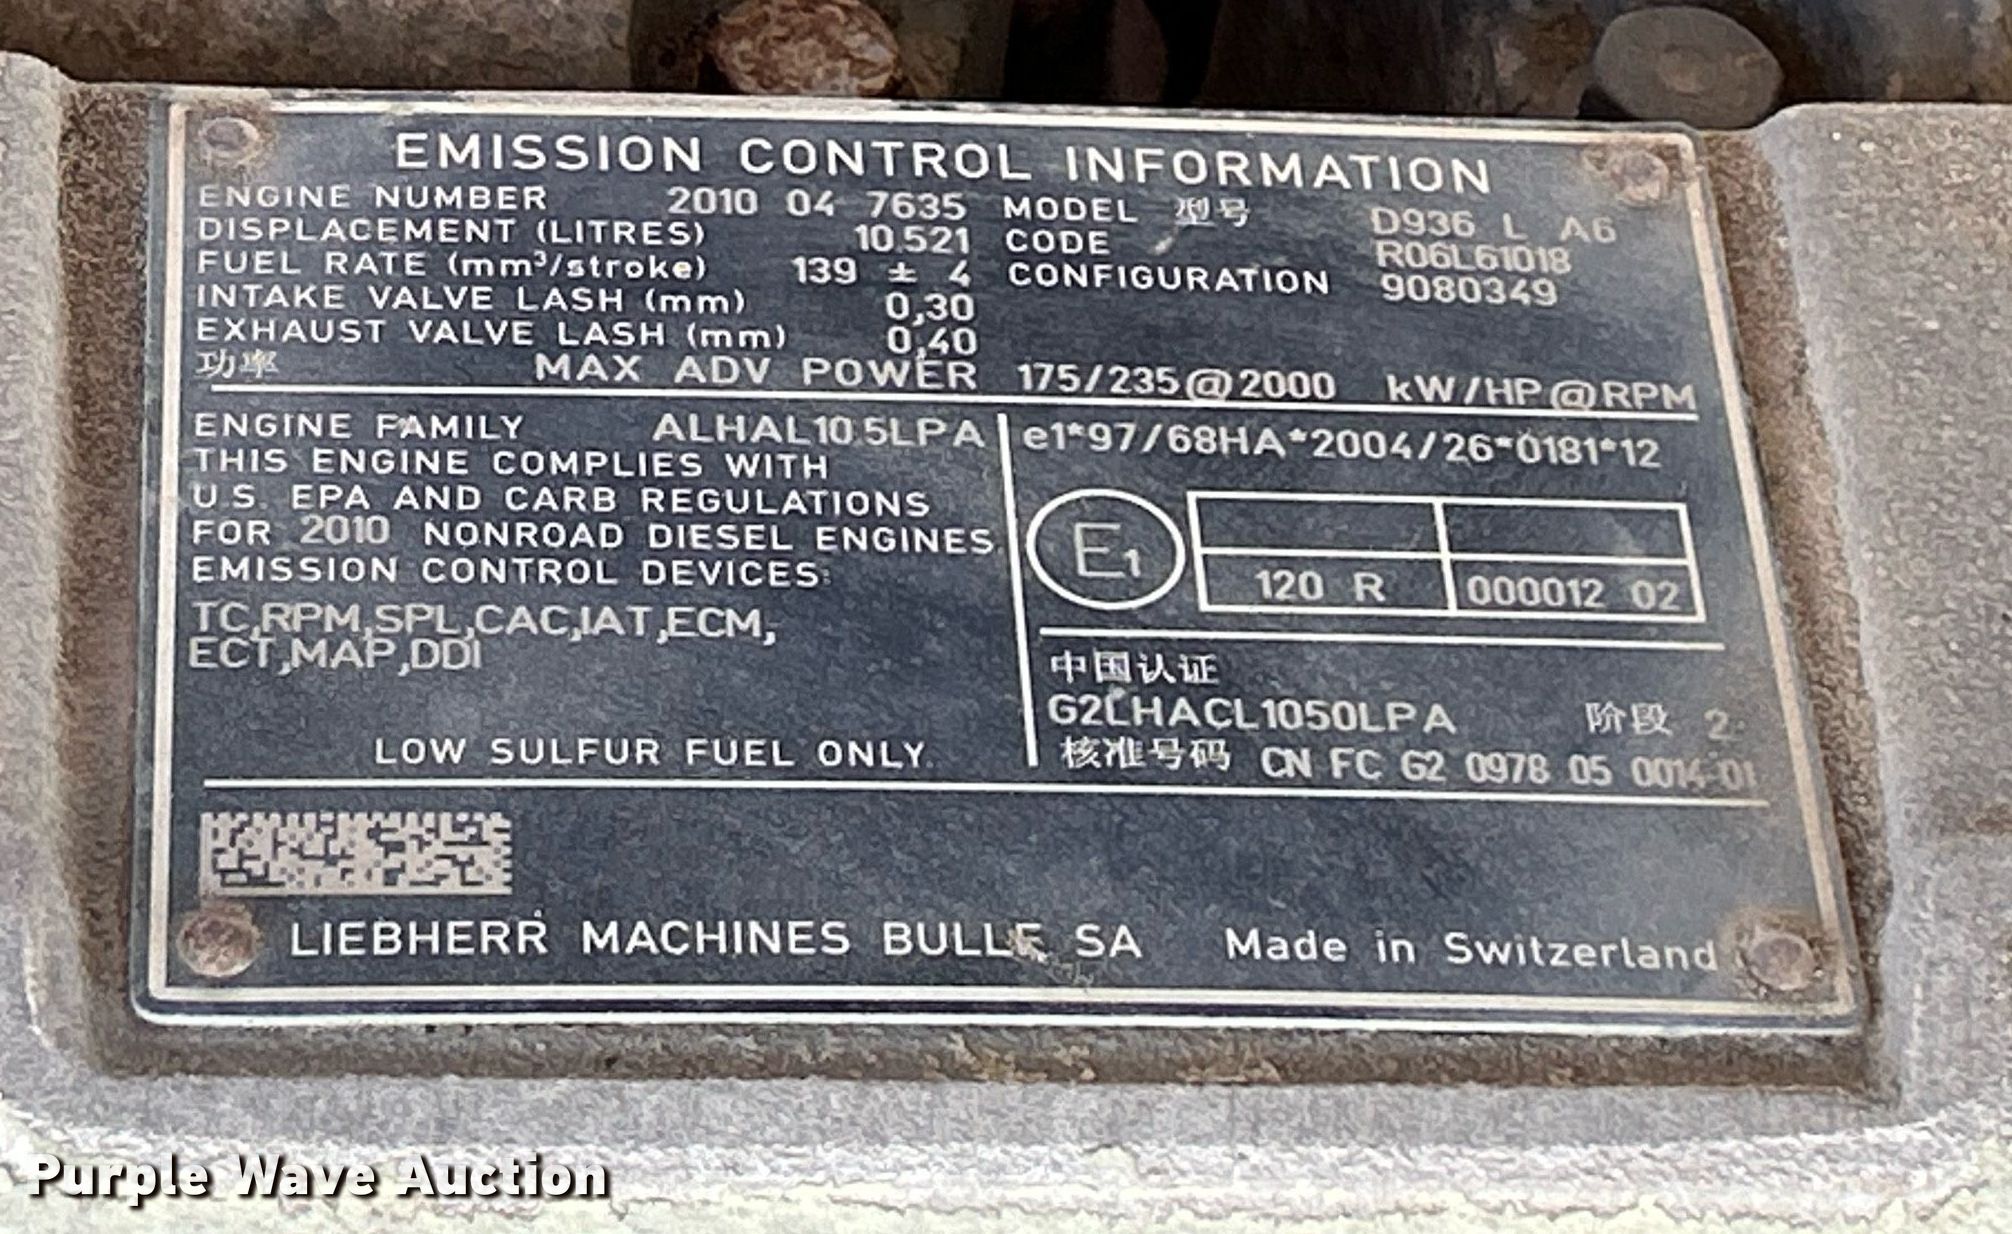 EMISSION CONTROL INFORMATION
ENGINE NUMBER 2010 04 7635 MODEL 型号 D936 L A6
DISPLACEMENT (LITRES) 10.521 CODE R06L61018
FUEL RATE (mm³/stroke) 139 ± 4 CONFIGURATION 9080349
INTAKE VALVE LASH (mm) 0,30
EXHAUST VALVE LASH (mm) 0,40
功率 MAX ADV POWER 175/235@2000 kW/HP@RPM
ENGINE FAMILY ALHAL10.5LPA
THIS ENGINE COMPLIES WITH
U.S. EPA AND CARB REGULATIONS
FOR 2010 NONROAD DIESEL ENGINES.
EMISSION CONTROL DEVICES:
TC,RPM,SPL,CAC,IAT,ECM,
ECT,MAP,DDI
LOW SULFUR FUEL ONLY.
e1*97/68HA*2004/26*0181*12
E1
120 R 000012 02
中国认证
G2LHACL1050LPA 阶段 2
核准号码 CN FC G2 0978 05 0014-01
LIEBHERR MACHINES BULLE SA Made in Switzerland
Purple Wave Auction